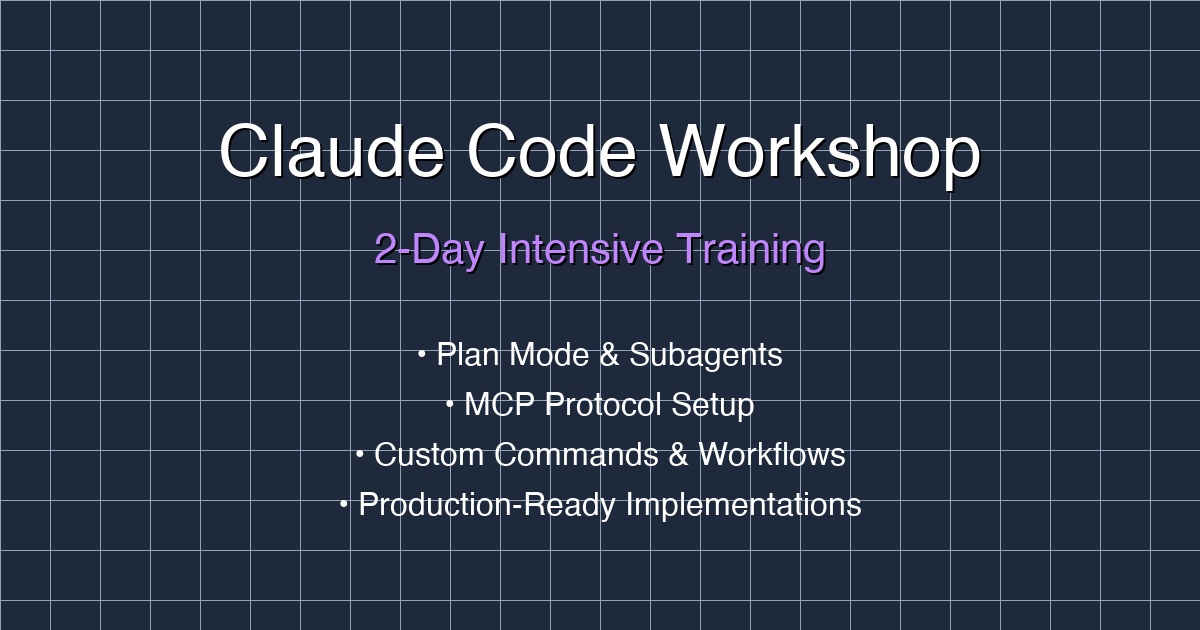 Claude Code Workshop
2-Day Intensive Training
• Plan Mode & Subagents
• MCP Protocol Setup
• Custom Commands & Workflows
• Production-Ready Implementations